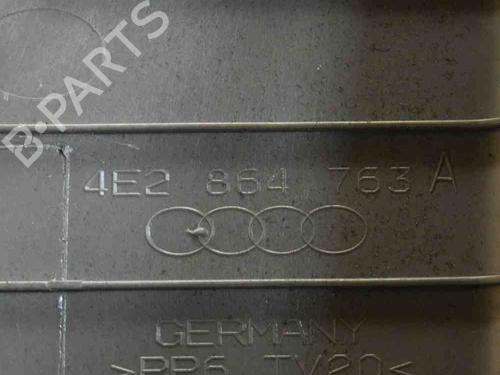 B-PARTS
4E2 864 763 A
GERMANY
>PP6 TV20<